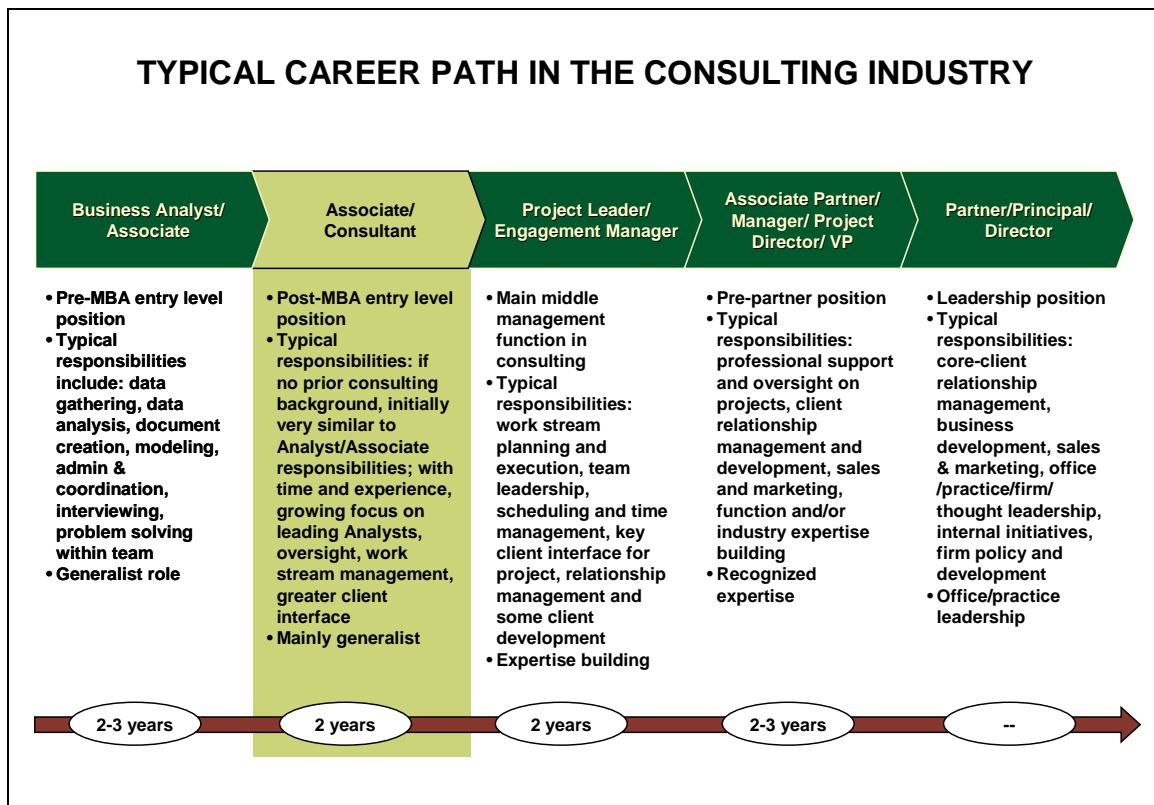 TYPICAL CAREER PATH IN THE CONSULTING INDUSTRY
Business Analyst/
Associate
Associate/
Consultant
Project Leader/
Engagement Manager
Associate Partner/
Manager/ Project
Director/ VP
Partner/Principal/
Director
• Pre-MBA entry level
position
• Typical
responsibilities
include: data
gathering, data
analysis, document
creation, modeling,
admin &
coordination,
interviewing,
problem solving
within team
• Generalist role
• Post-MBA entry level
position
• Typical
responsibilities: if
no prior consulting
background, initially
very similar to
Analyst/Associate
responsibilities; with
time and experience,
growing focus on
leading Analysts,
oversight, work
stream management,
greater client
interface
• Mainly generalist
• Main middle
management
function in
consulting
• Typical
responsibilities:
work stream
planning and
execution, team
leadership,
scheduling and time
management, key
client interface for
project, relationship
management and
some client
development
• Expertise building
• Pre-partner position
• Typical
responsibilities:
professional support
and oversight on
projects, client
relationship
management and
development, sales
and marketing,
function and/or
industry expertise
building
• Recognized
expertise
• Leadership position
• Typical
responsibilities:
core-client
relationship
management,
business
development, sales
& marketing, office
/practice/firm/
thought leadership,
internal initiatives,
firm policy and
development
• Office/practice
leadership
2-3 years
2 years
2 years
2-3 years
--